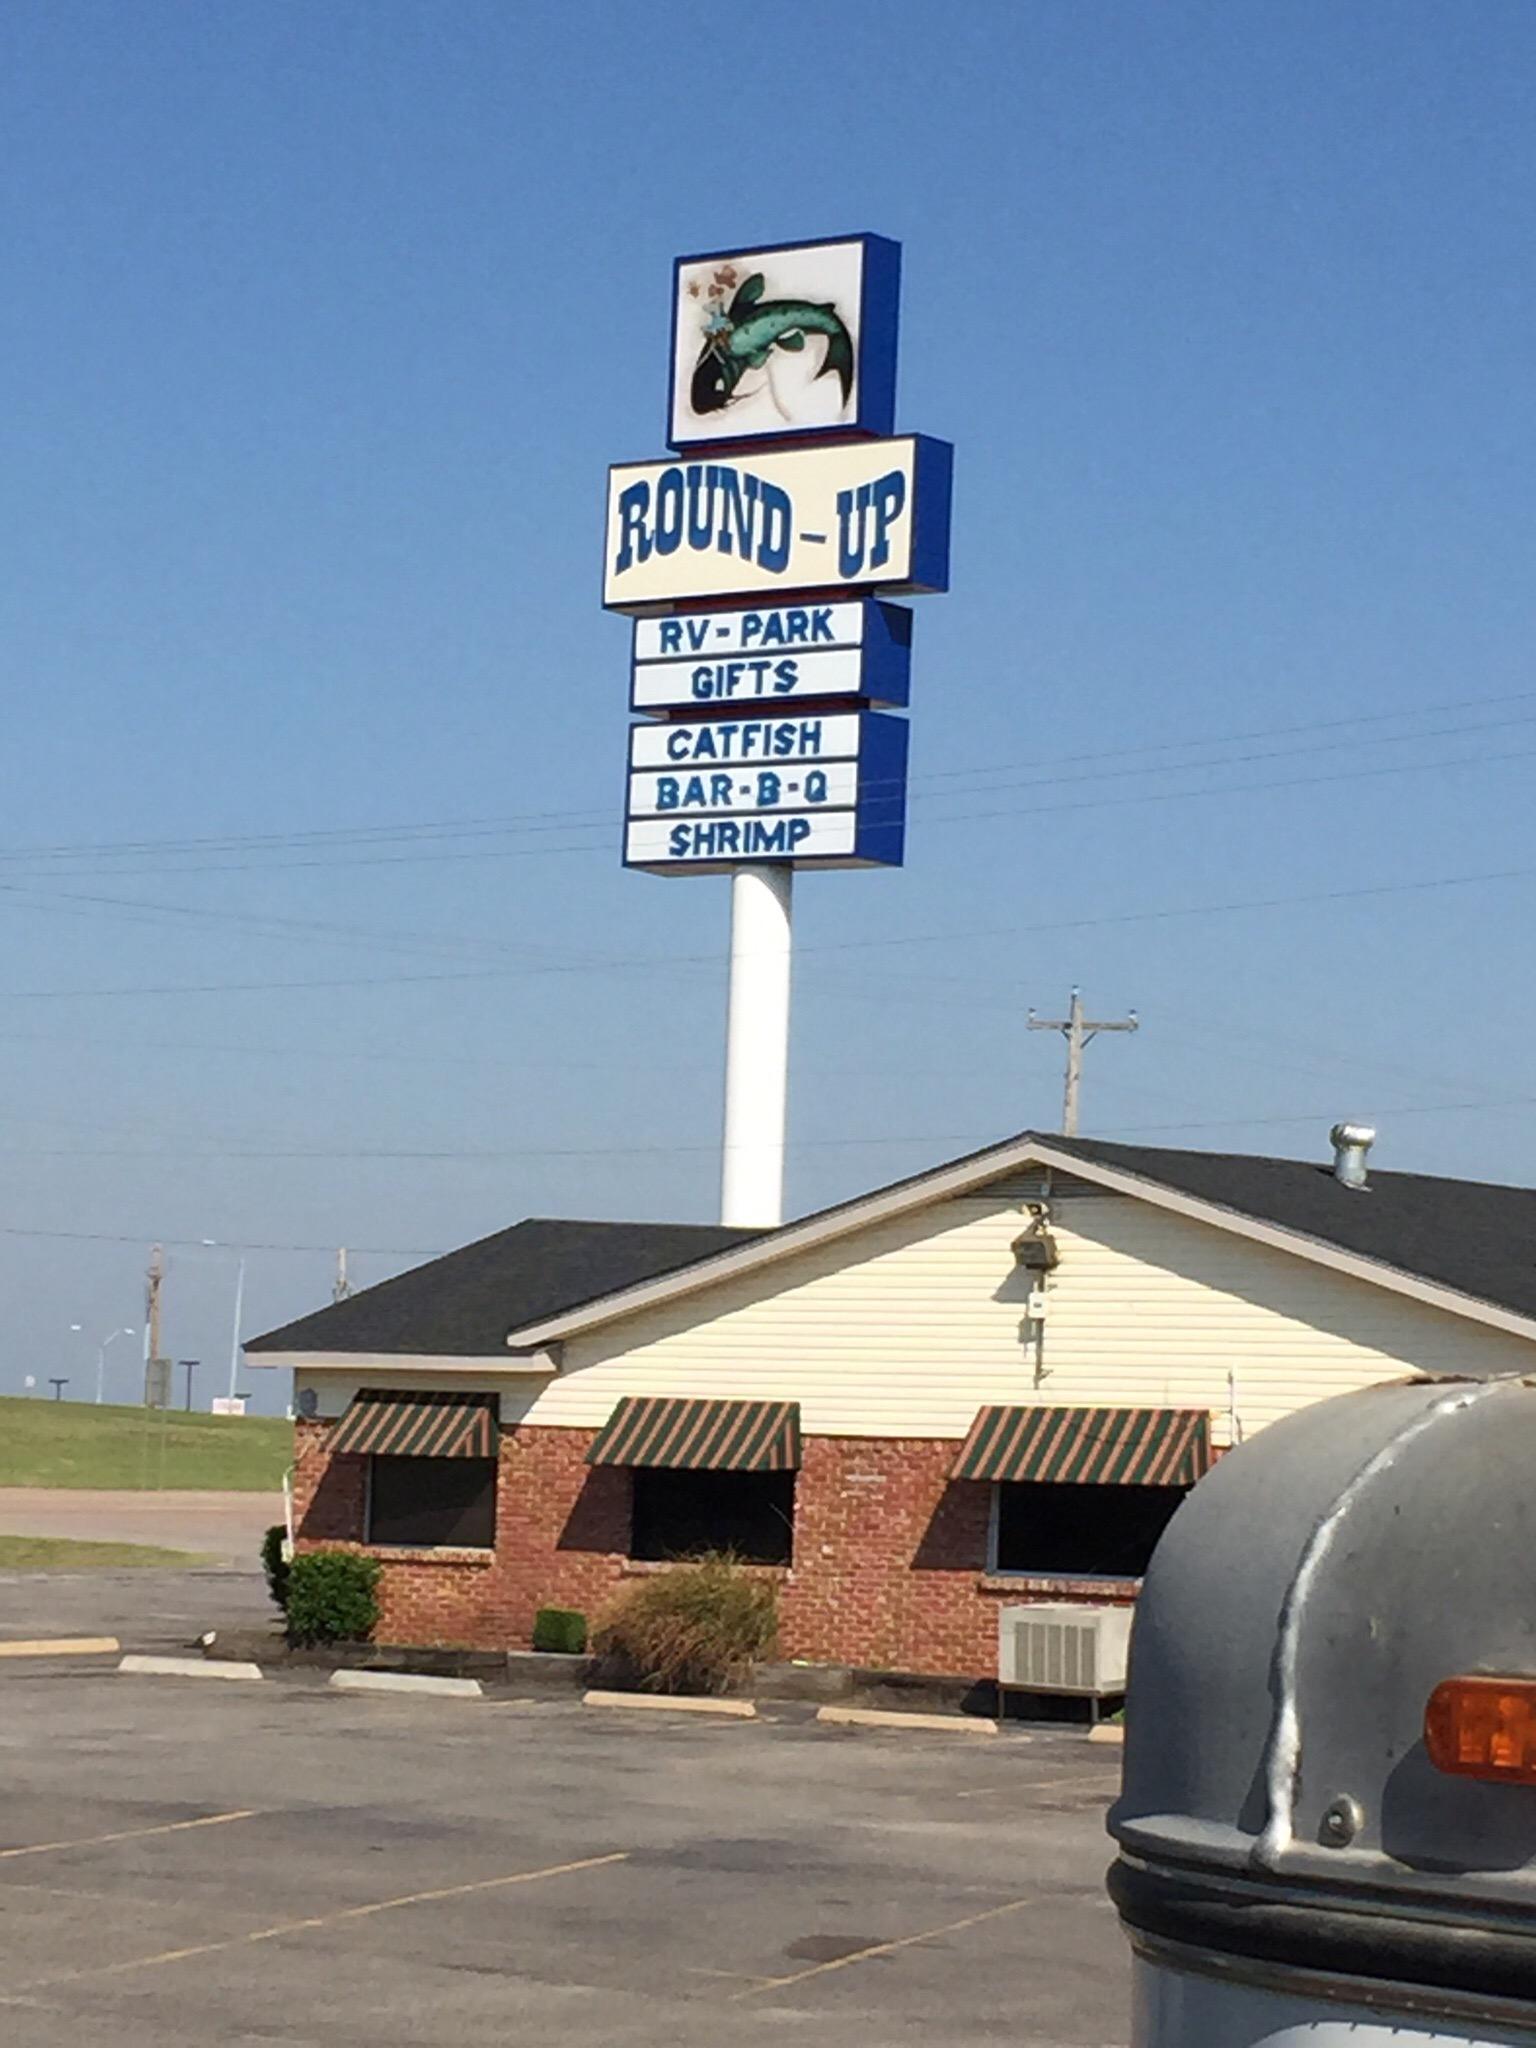 ROUND-UP
RV-PARK
GIFTS
CATFISH
BAR-B-Q
SHRIMP